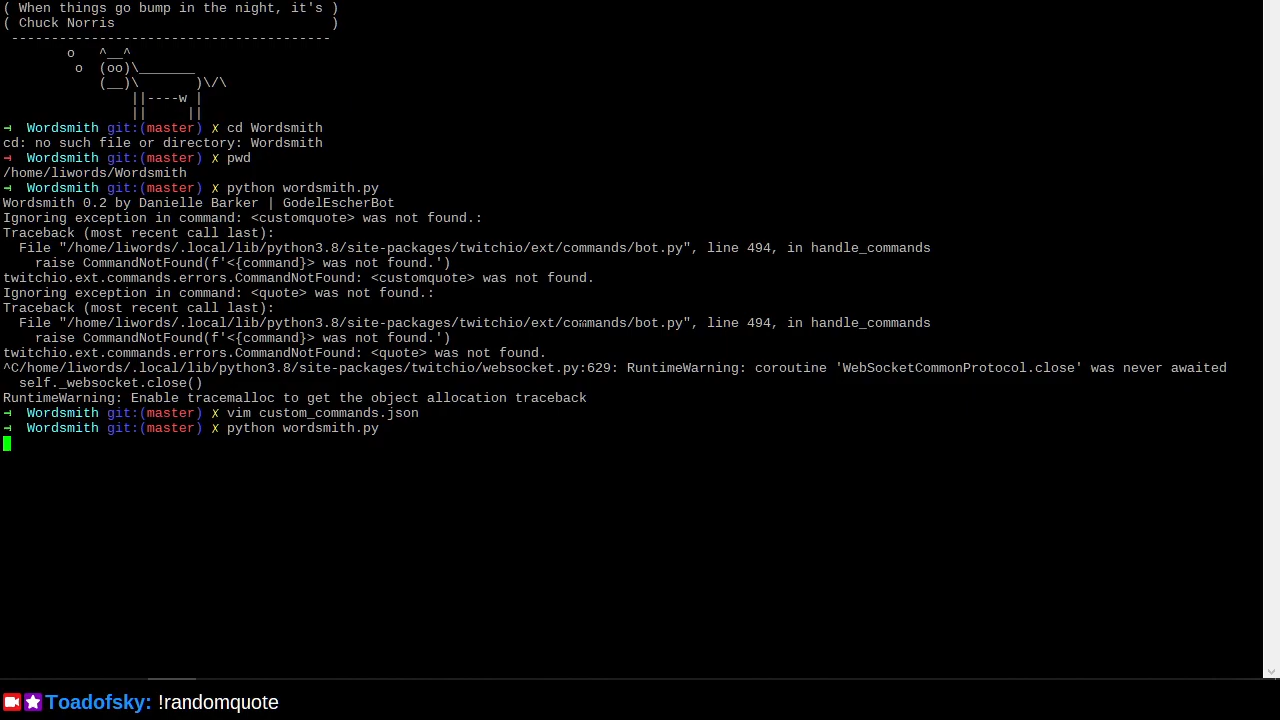 ( When things go bump in the night, it's )
( Chuck Norris                           )
 ----------------------------------------
        o   ^__^
         o  (oo)\_______
            (__)\       )\/\
                ||----w |
                ||     ||
→  Wordsmith git:(master) ✗ cd Wordsmith
cd: no such file or directory: Wordsmith
→  Wordsmith git:(master) ✗ pwd
/home/liwords/Wordsmith
→  Wordsmith git:(master) ✗ python wordsmith.py
Wordsmith 0.2 by Danielle Barker | GodelEscherBot
Ignoring exception in command: <customquote> was not found.:
Traceback (most recent call last):
  File "/home/liwords/.local/lib/python3.8/site-packages/twitchio/ext/commands/bot.py", line 494, in handle_commands
    raise CommandNotFound(f'<{command}> was not found.')
twitchio.ext.commands.errors.CommandNotFound: <customquote> was not found.
Ignoring exception in command: <quote> was not found.:
Traceback (most recent call last):
  File "/home/liwords/.local/lib/python3.8/site-packages/twitchio/ext/commands/bot.py", line 494, in handle_commands
    raise CommandNotFound(f'<{command}> was not found.')
twitchio.ext.commands.errors.CommandNotFound: <quote> was not found.
^C/home/liwords/.local/lib/python3.8/site-packages/twitchio/websocket.py:629: RuntimeWarning: coroutine 'WebSocketCommonProtocol.close' was never awaited
  self._websocket.close()
RuntimeWarning: Enable tracemalloc to get the object allocation traceback
→  Wordsmith git:(master) ✗ vim custom_commands.json
→  Wordsmith git:(master) ✗ python wordsmith.py
Toadofsky: !randomquote